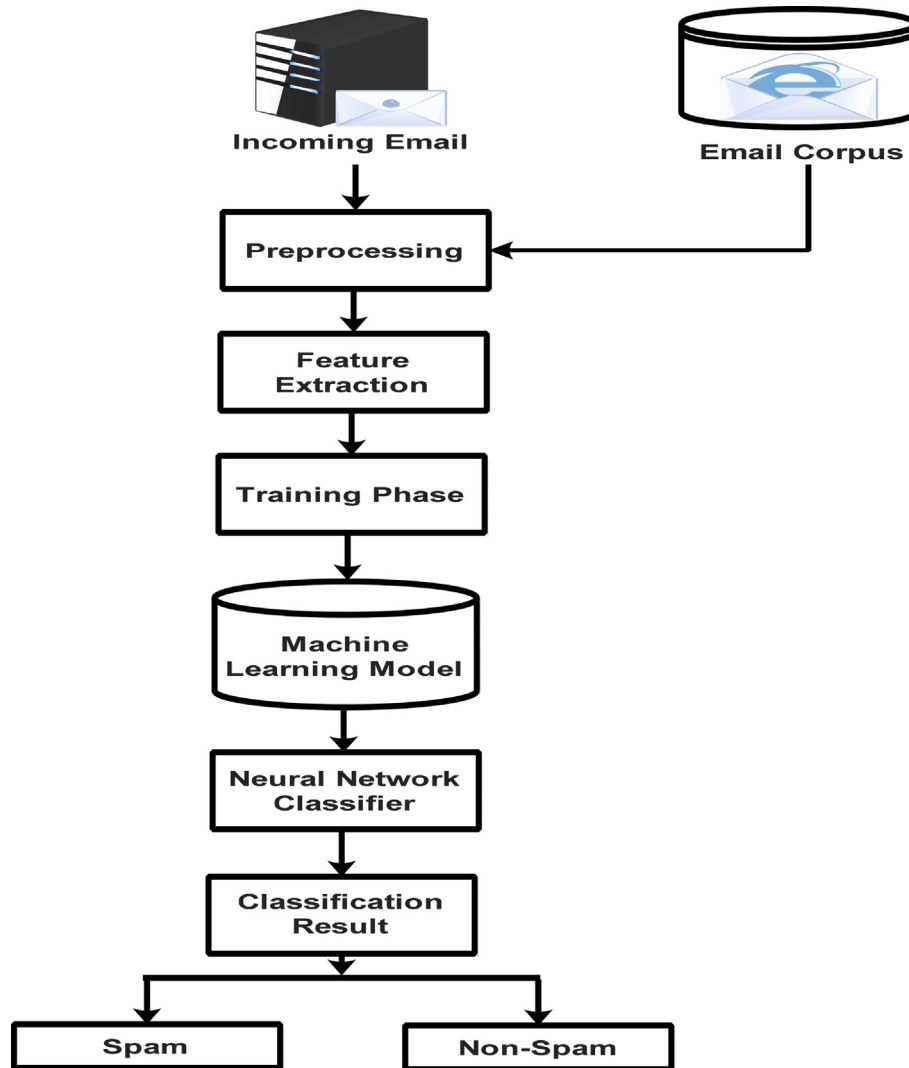 Incoming Email
Email Corpus
Preprocessing
Feature
Extraction
Training Phase
Machine
Learning Model
Neural Network
Classifier
Classification
Result
Spam
Non-Spam